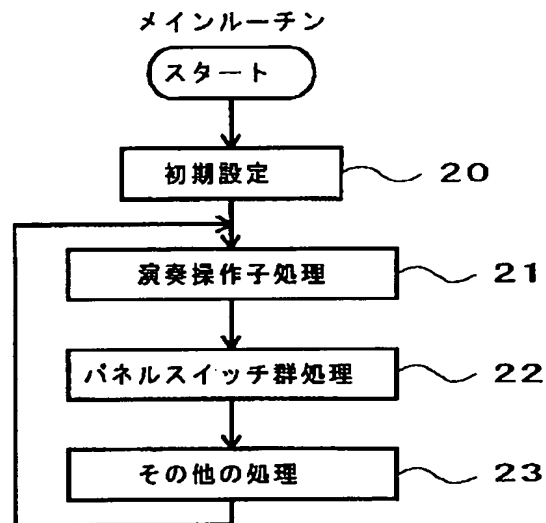 メインルーチン
スタート
初期設定 20
演奏操作子処理 21
パネルスイッチ群処理 22
その他の処理 23